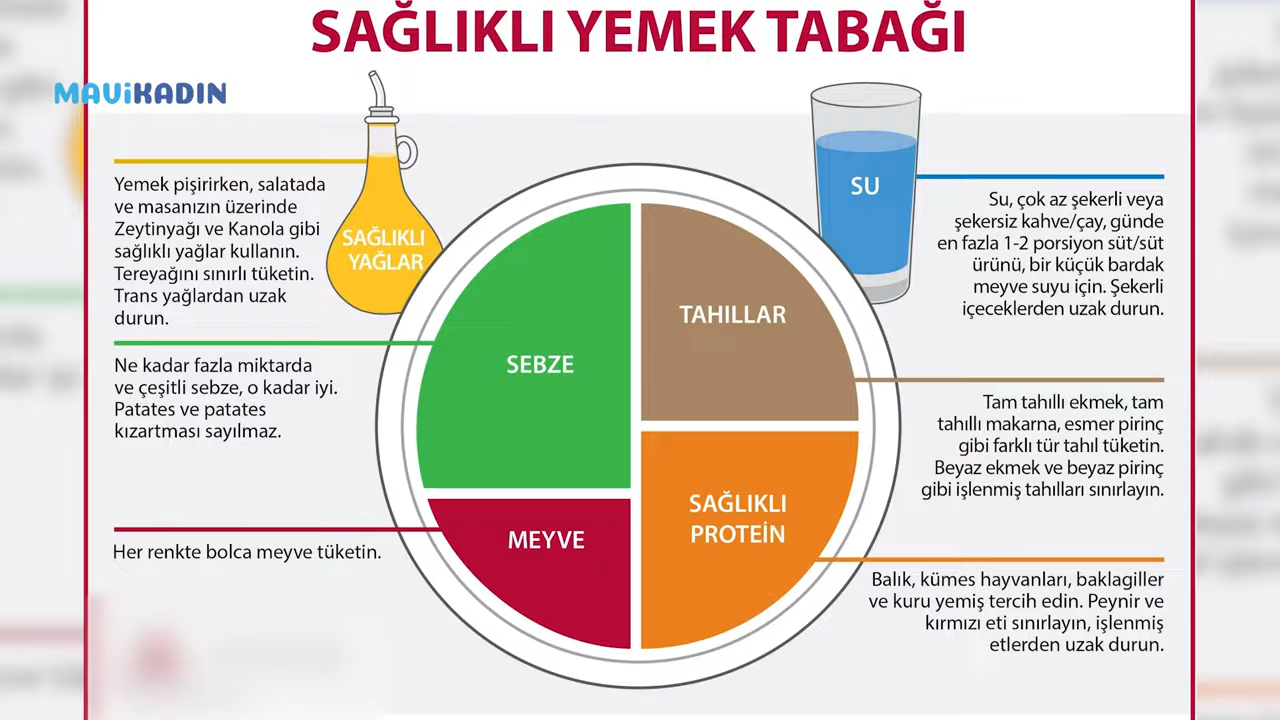 SAĞLIKLI YEMEK TABAĞI
MAViKADIN
Yemek pişirirken, salatada
ve masanızın üzerinde
Zeytinyağı ve Kanola gibi
sağlıklı yağlar kullanın.
Tereyağını sınırlı tüketin.
Trans yağlardan uzak
durun.
SAĞLIKLI
YAĞLAR
SU
Su, çok az şekerli veya
şekersiz kahve/çay, günde
en fazla 1-2 porsiyon süt/süt
ürünü, bir küçük bardak
meyve suyu için. Şekerli
içeceklerden uzak durun.
Ne kadar fazla miktarda
ve çeşitli sebze, o kadar iyi.
Patates ve patates
kızartması sayılmaz.
SEBZE
TAHILLAR
Tam tahıllı ekmek, tam
tahıllı makarna, esmer pirinç
gibi farklı tür tahıl tüketin.
Beyaz ekmek ve beyaz pirinç
gibi işlenmiş tahılları sınırlayın.
Her renkte bolca meyve tüketin.
MEYVE
SAĞLIKLI
PROTEİN
Balık, kümes hayvanları, baklagiller
ve kuru yemiş tercih edin. Peynir ve
kırmızı eti sınırlayın, işlenmiş
etlerden uzak durun.